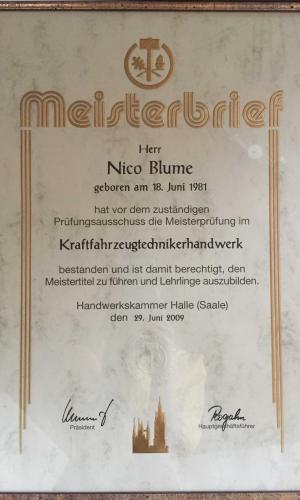 Meisterbrief
Herr
Nico Blume
geboren am 18. Juni 1981
hat vor dem zuständigen
Prüfungsausschuss die Meisterprüfung im
Kraftfahrzeugtechnikerhandwerk
bestanden und ist damit berechtigt, den
Meistertitel zu führen und Lehrlinge auszubilden.
Handwerkskammer Halle (Saale)
den 29. Juni 2009
Präsident
Hauptgeschäftsführer